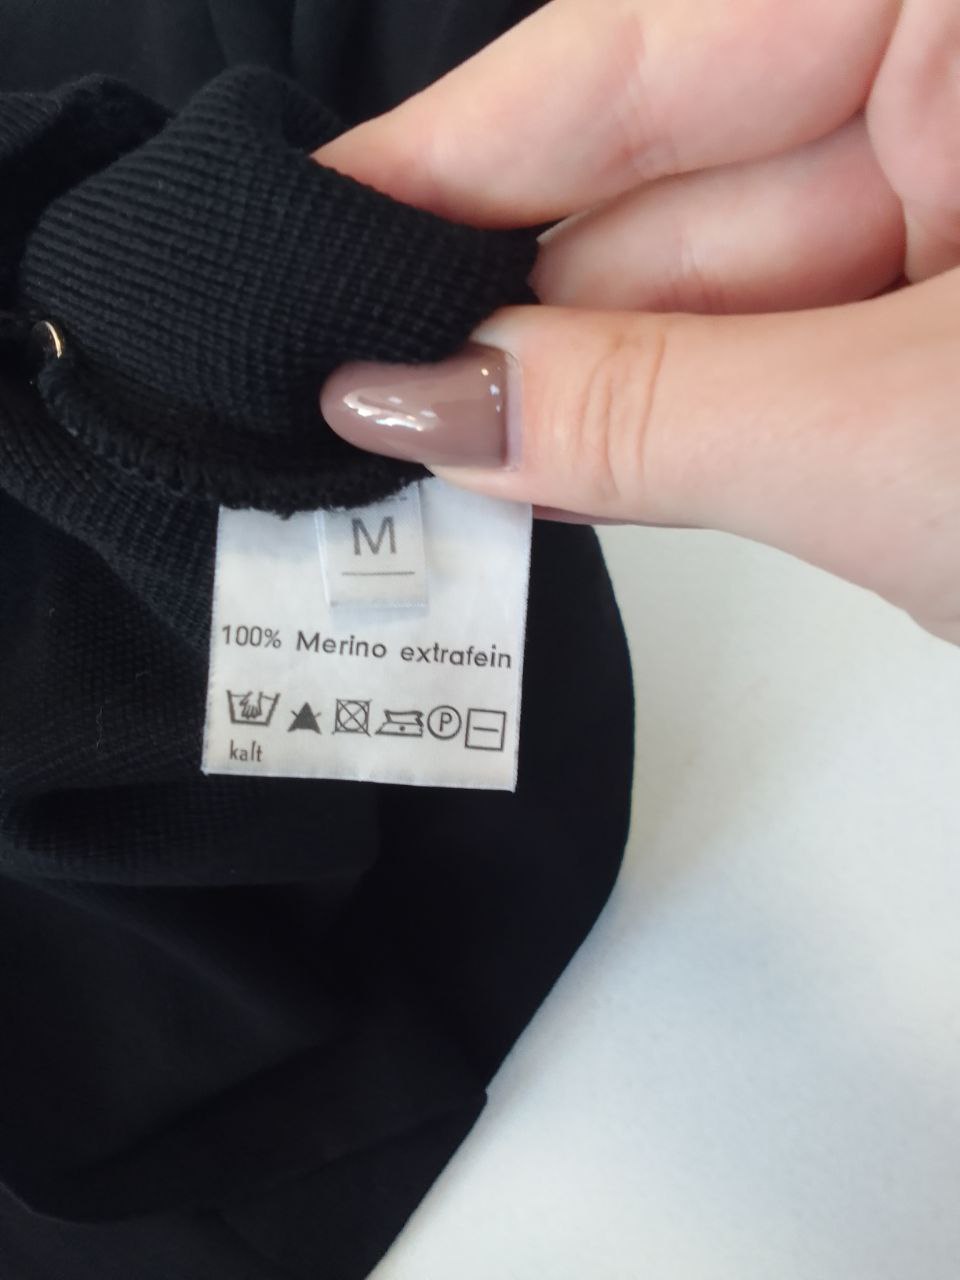 M
100% Merino extrafein
P
kalt